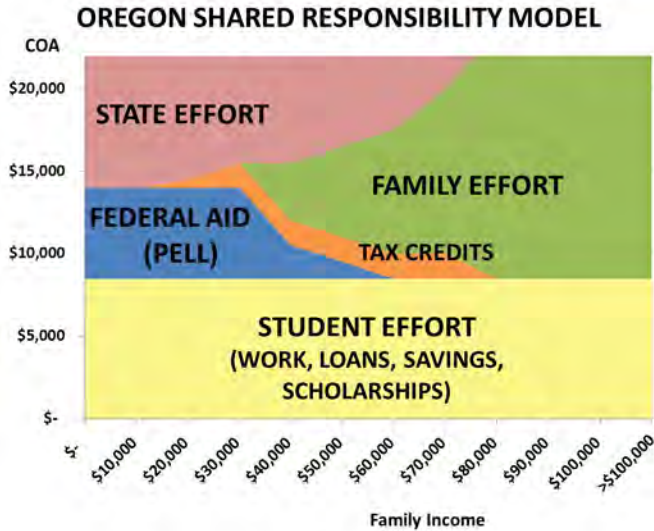 OREGON SHARED RESPONSIBILITY MODEL
COA
$20,000
$15,000
$10,000
$5,000
$-
STATE EFFORT
FAMILY EFFORT
FEDERAL AID
(PELL)
TAX CREDITS
STUDENT EFFORT
(WORK, LOANS, SAVINGS,
SCHOLARSHIPS)
$-
$10,000
$20,000
$30,000
$40,000
$50,000
$60,000
$70,000
$80,000
$90,000
$100,000
>$100,000
Family Income